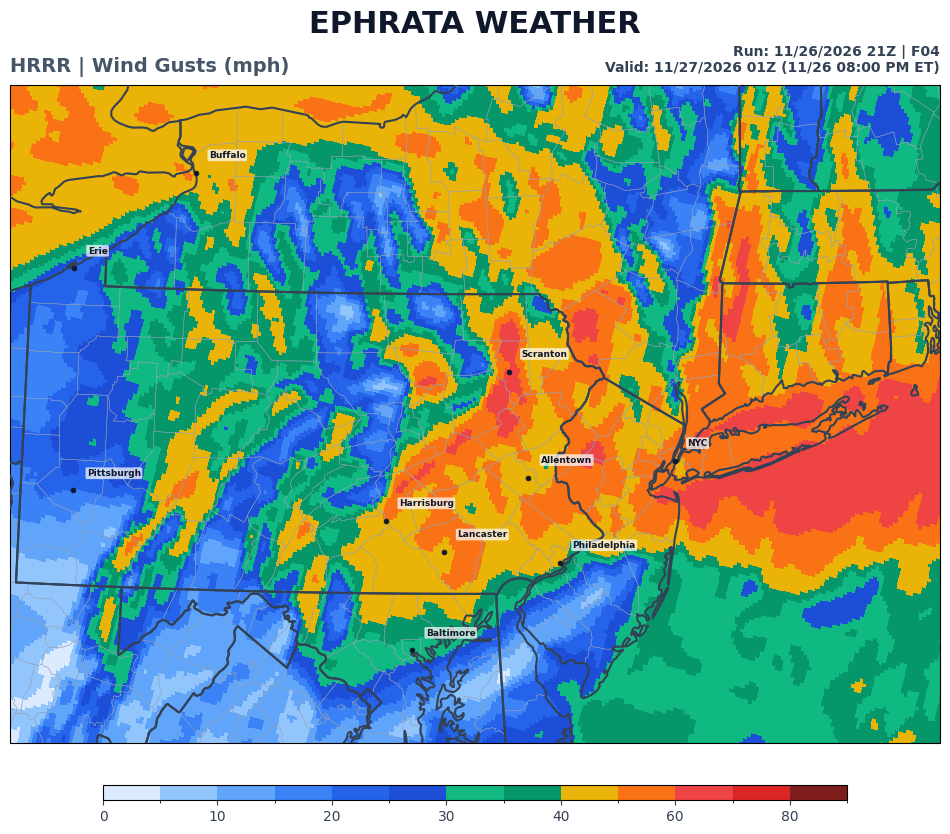 EPHRATA WEATHER
HRRR | Wind Gusts (mph)
Run: 11/26/2026 21Z | F04
Valid: 11/27/2026 01Z (11/26 08:00 PM ET)
Buffalo
Erie
Scranton
NYC
Allentown
Pittsburgh
Harrisburg
Lancaster
Philadelphia
Baltimore
0 10 20 30 40 50 60 70 80